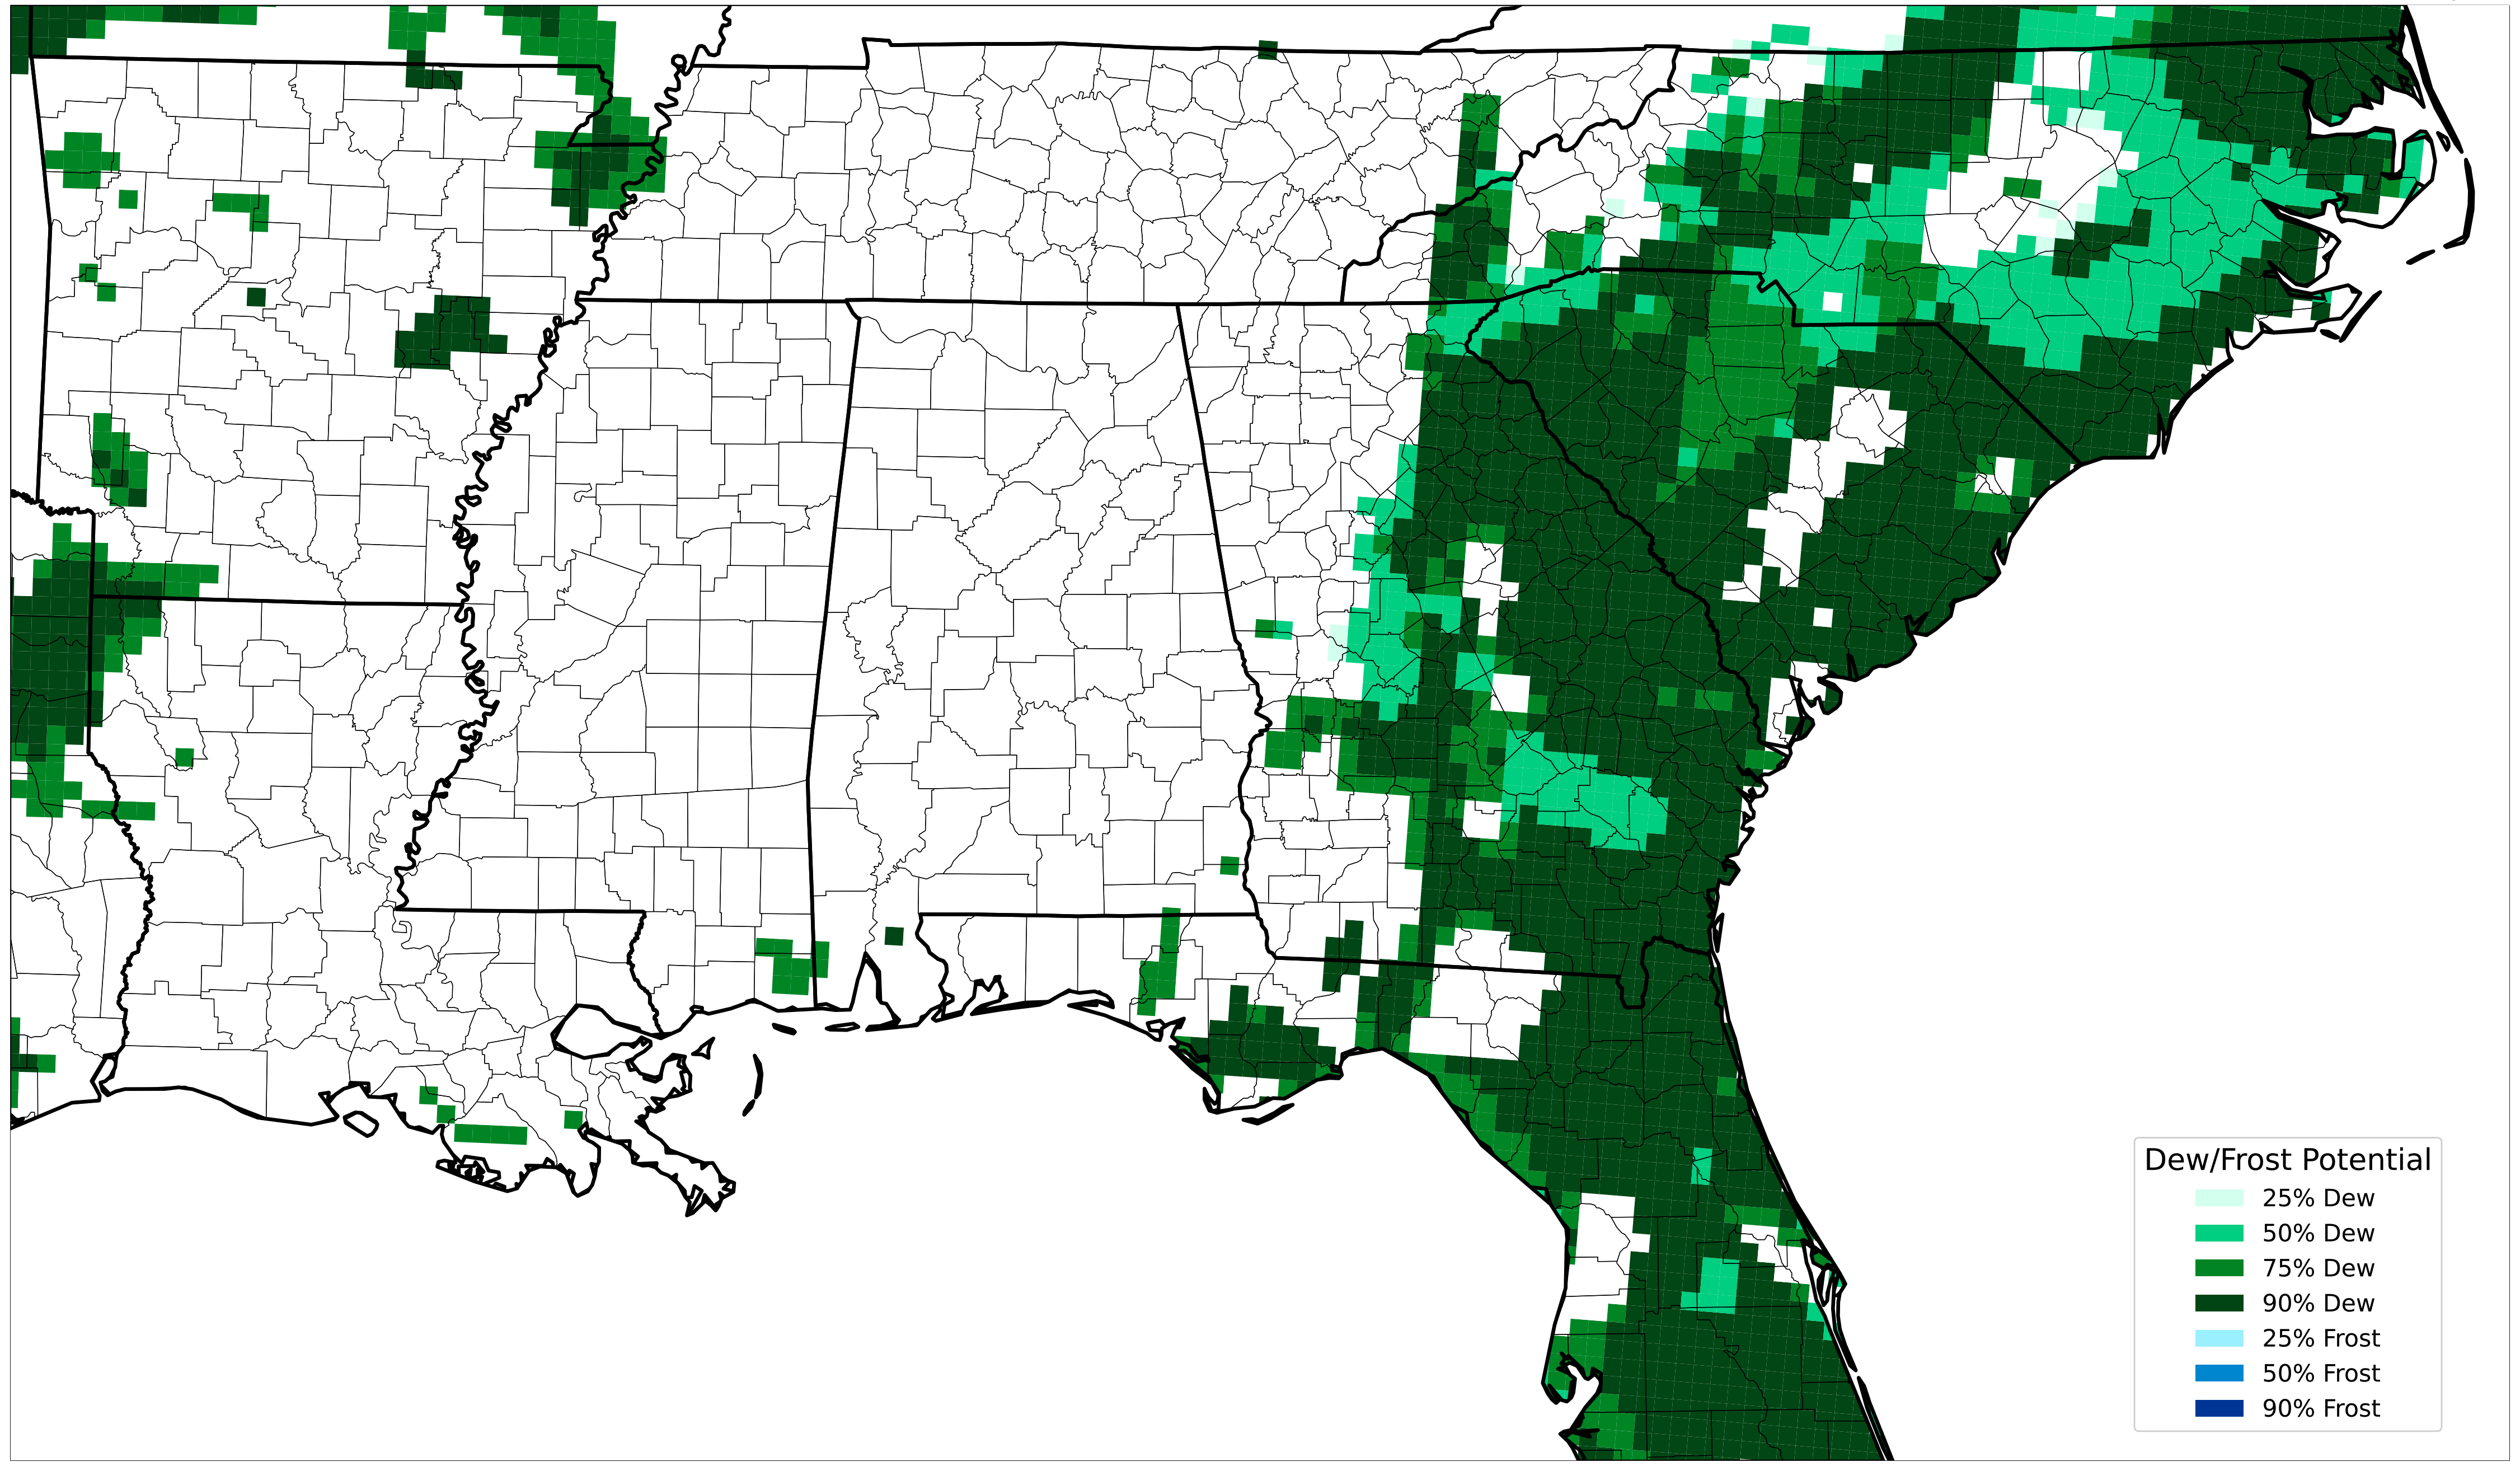 Dew/Frost Potential
25% Dew
50% Dew
75% Dew
90% Dew
25% Frost
50% Frost
90% Frost